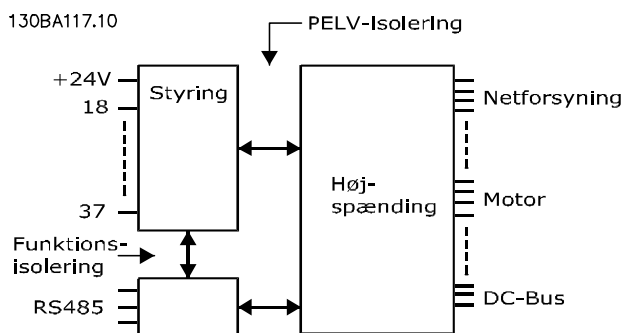 130BA117.10
PELV-isolering
+24V
18
37
Styring
Høj-
spænding
Netforsyning
Motor
DC-Bus
Funktions-
isolering
RS485